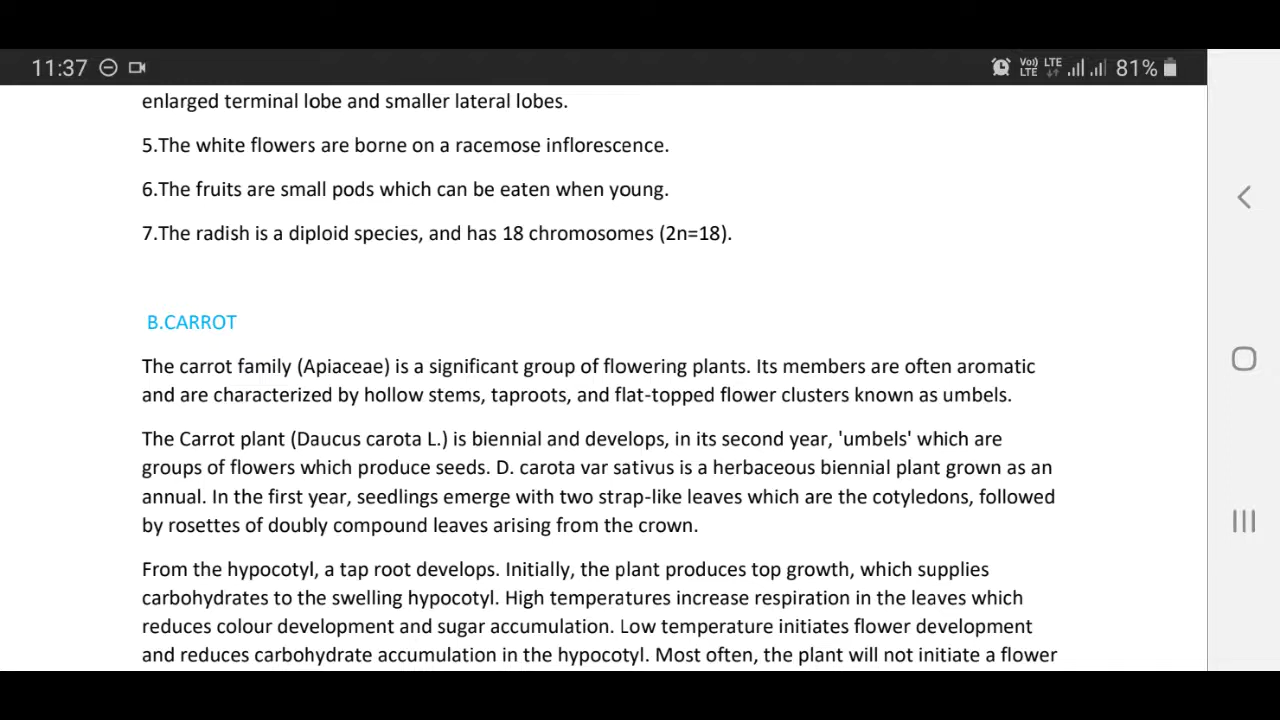 11:37
Vo)) LTE
LTE
81%
enlarged terminal lobe and smaller lateral lobes.
5.The white flowers are borne on a racemose inflorescence.
6.The fruits are small pods which can be eaten when young.
7.The radish is a diploid species, and has 18 chromosomes (2n=18).
B.CARROT
The carrot family (Apiaceae) is a significant group of flowering plants. Its members are often aromatic
and are characterized by hollow stems, taproots, and flat-topped flower clusters known as umbels.
The Carrot plant (Daucus carota L.) is biennial and develops, in its second year, 'umbels' which are
groups of flowers which produce seeds. D. carota var sativus is a herbaceous biennial plant grown as an
annual. In the first year, seedlings emerge with two strap-like leaves which are the cotyledons, followed
by rosettes of doubly compound leaves arising from the crown.
From the hypocotyl, a tap root develops. Initially, the plant produces top growth, which supplies
carbohydrates to the swelling hypocotyl. High temperatures increase respiration in the leaves which
reduces colour development and sugar accumulation. Low temperature initiates flower development
and reduces carbohydrate accumulation in the hypocotyl. Most often, the plant will not initiate a flower